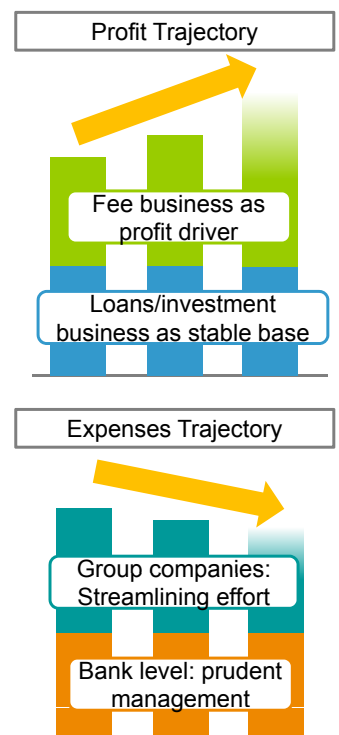 Profit Trajectory
Fee business as
profit driver
Loans/investment
business as stable base
Expenses Trajectory
Group companies:
Streamlining effort
Bank level: prudent
management